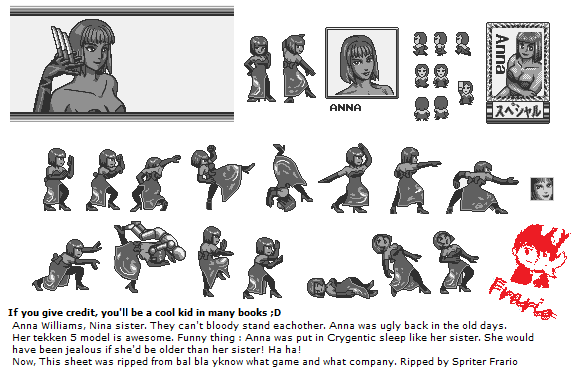 Anna
スペシャル
ANNA
Frario
If you give credit, you'll be a cool kid in many books ;D
Anna Williams, Nina sister. They can't bloody stand eachother. Anna was ugly back in the old days.
Her tekken 5 model is awesome. Funny thing : Anna was put in Crygentic sleep like her sister. She would
have been jealous if she'd be older than her sister! Ha ha!
Now, This sheet was ripped from bal bla yknow what game and what company. Ripped by Spriter Frario